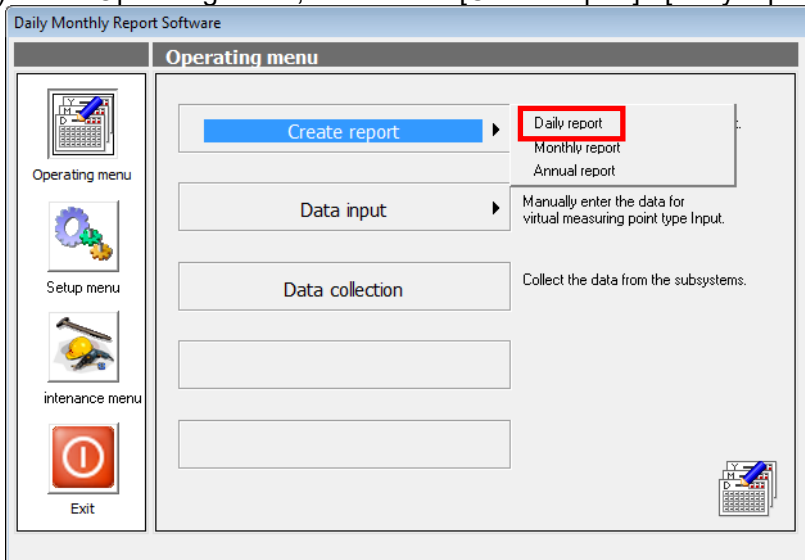 Daily Monthly Report Software
Operating menu
Operating menu
Setup menu
intenance menu
Exit
Create report
Daily report
Monthly report
Annual report
Data input
Manually enter the data for
virtual measuring point type Input.
Data collection
Collect the data from the subsystems.